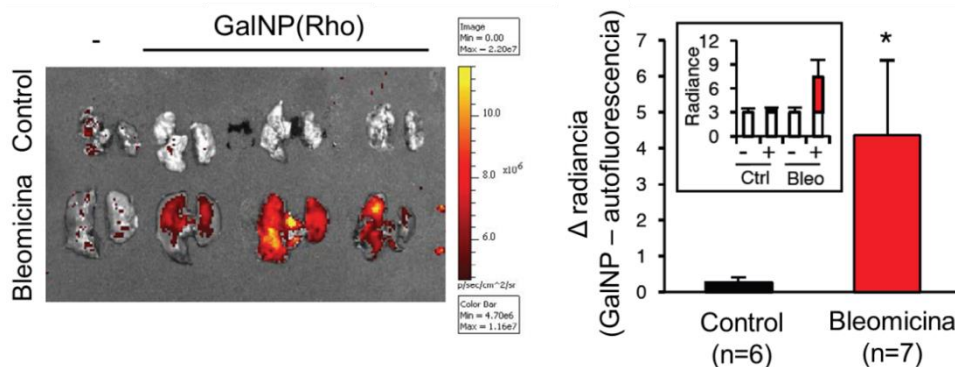 GalNP(Rho)
-
Control
Bleomicina
Image
Min = 0.00
Max = 2.20e7
10.0
8.0
x10^6
6.0
p/sec/cm^2/sr
Color Bar
Min = 4.70e6
Max = 1.16e7
Δ radiancia
(GalNP – autofluorescencia)
7
6
5
4
3
2
1
0
Radiance
12
9
6
3
0
- + - +
Ctrl Bleo
*
Control Bleomicina
(n=6) (n=7)